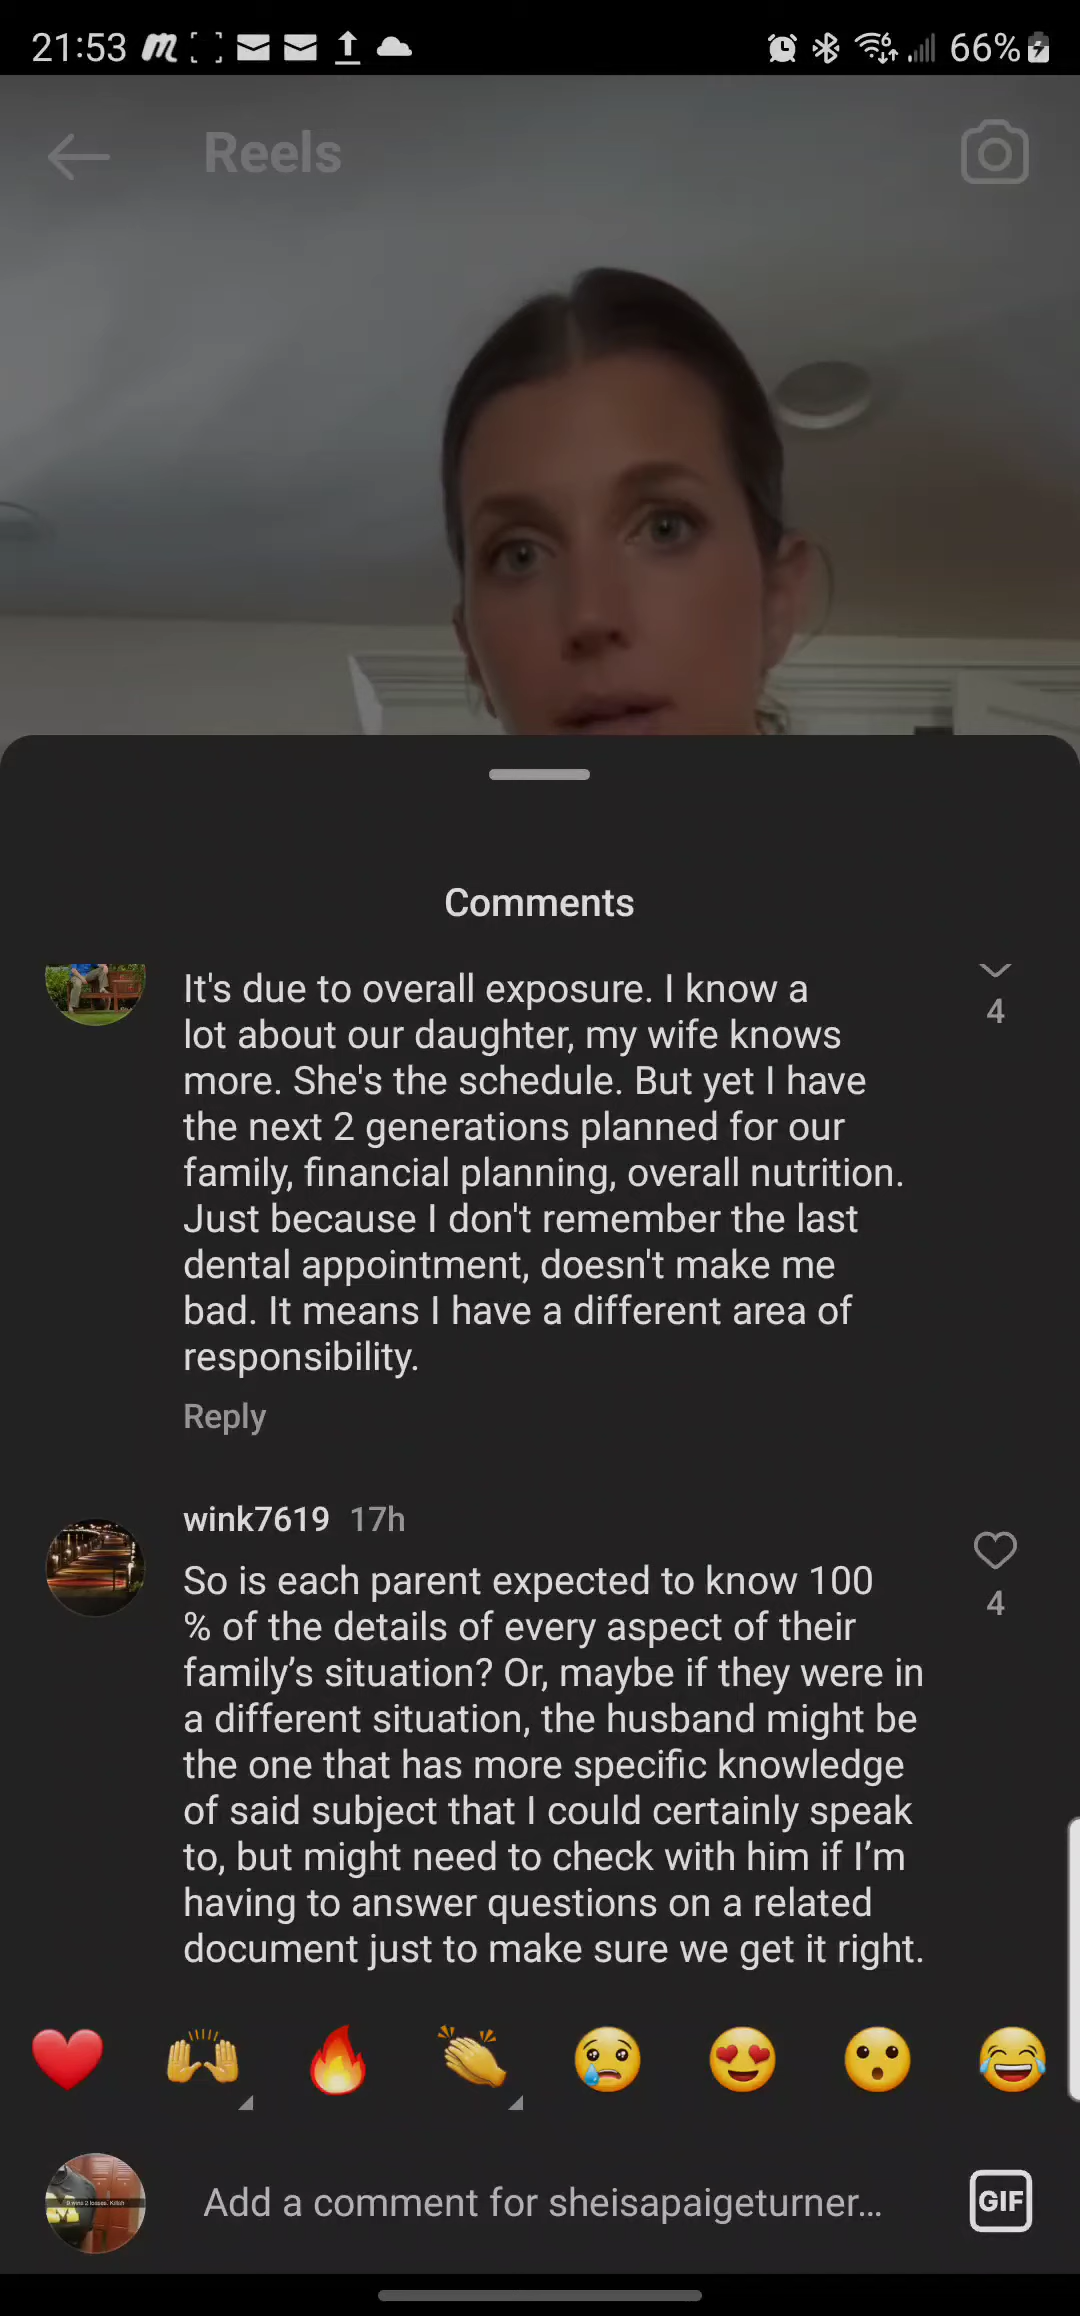 21:53
66%
Reels
Comments
It's due to overall exposure. I know a
lot about our daughter, my wife knows
more. She's the schedule. But yet I have
the next 2 generations planned for our
family, financial planning, overall nutrition.
Just because I don't remember the last
dental appointment, doesn't make me
bad. It means I have a different area of
responsibility.
4
Reply
wink7619 17h
So is each parent expected to know 100
% of the details of every aspect of their
family’s situation? Or, maybe if they were in
a different situation, the husband might be
the one that has more specific knowledge
of said subject that I could certainly speak
to, but might need to check with him if I’m
having to answer questions on a related
document just to make sure we get it right.
4
Add a comment for sheisapaigeturner...
GIF